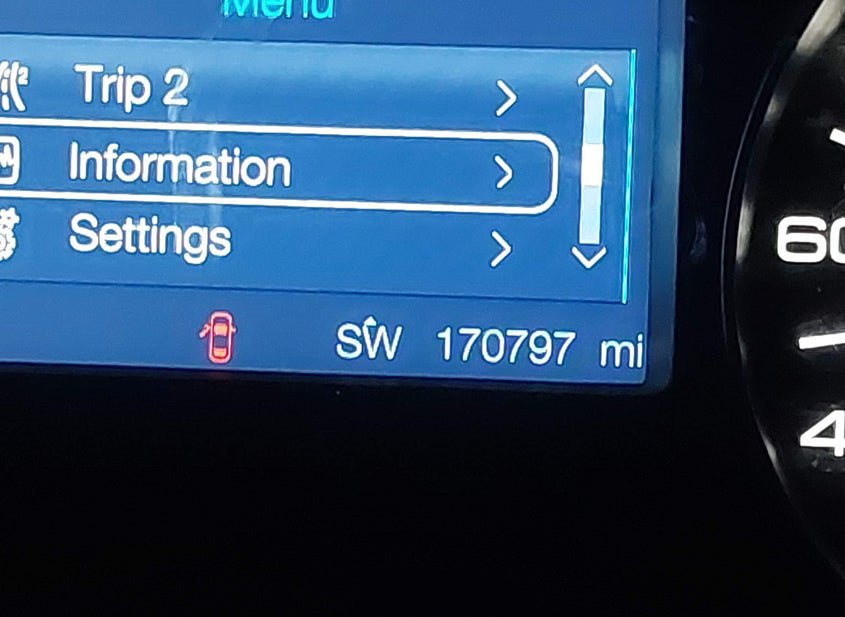 Menu
Trip 2
Information
Settings
SW 170797 mi
60
4